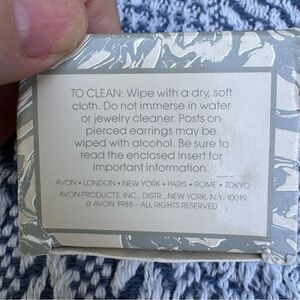 TO CLEAN: Wipe with a dry, soft
cloth. Do not immerse in water
or jewelry cleaner. Posts on
pierced earrings may be
wiped with alcohol. Be sure to
read the enclosed insert for
important information.
AVON • LONDON • NEW YORK • PARIS • ROME • TOKYO
AVON PRODUCTS, INC., DISTR., NEW YORK, N.Y. 10019
© AVON 1988—ALL RIGHTS RESERVED